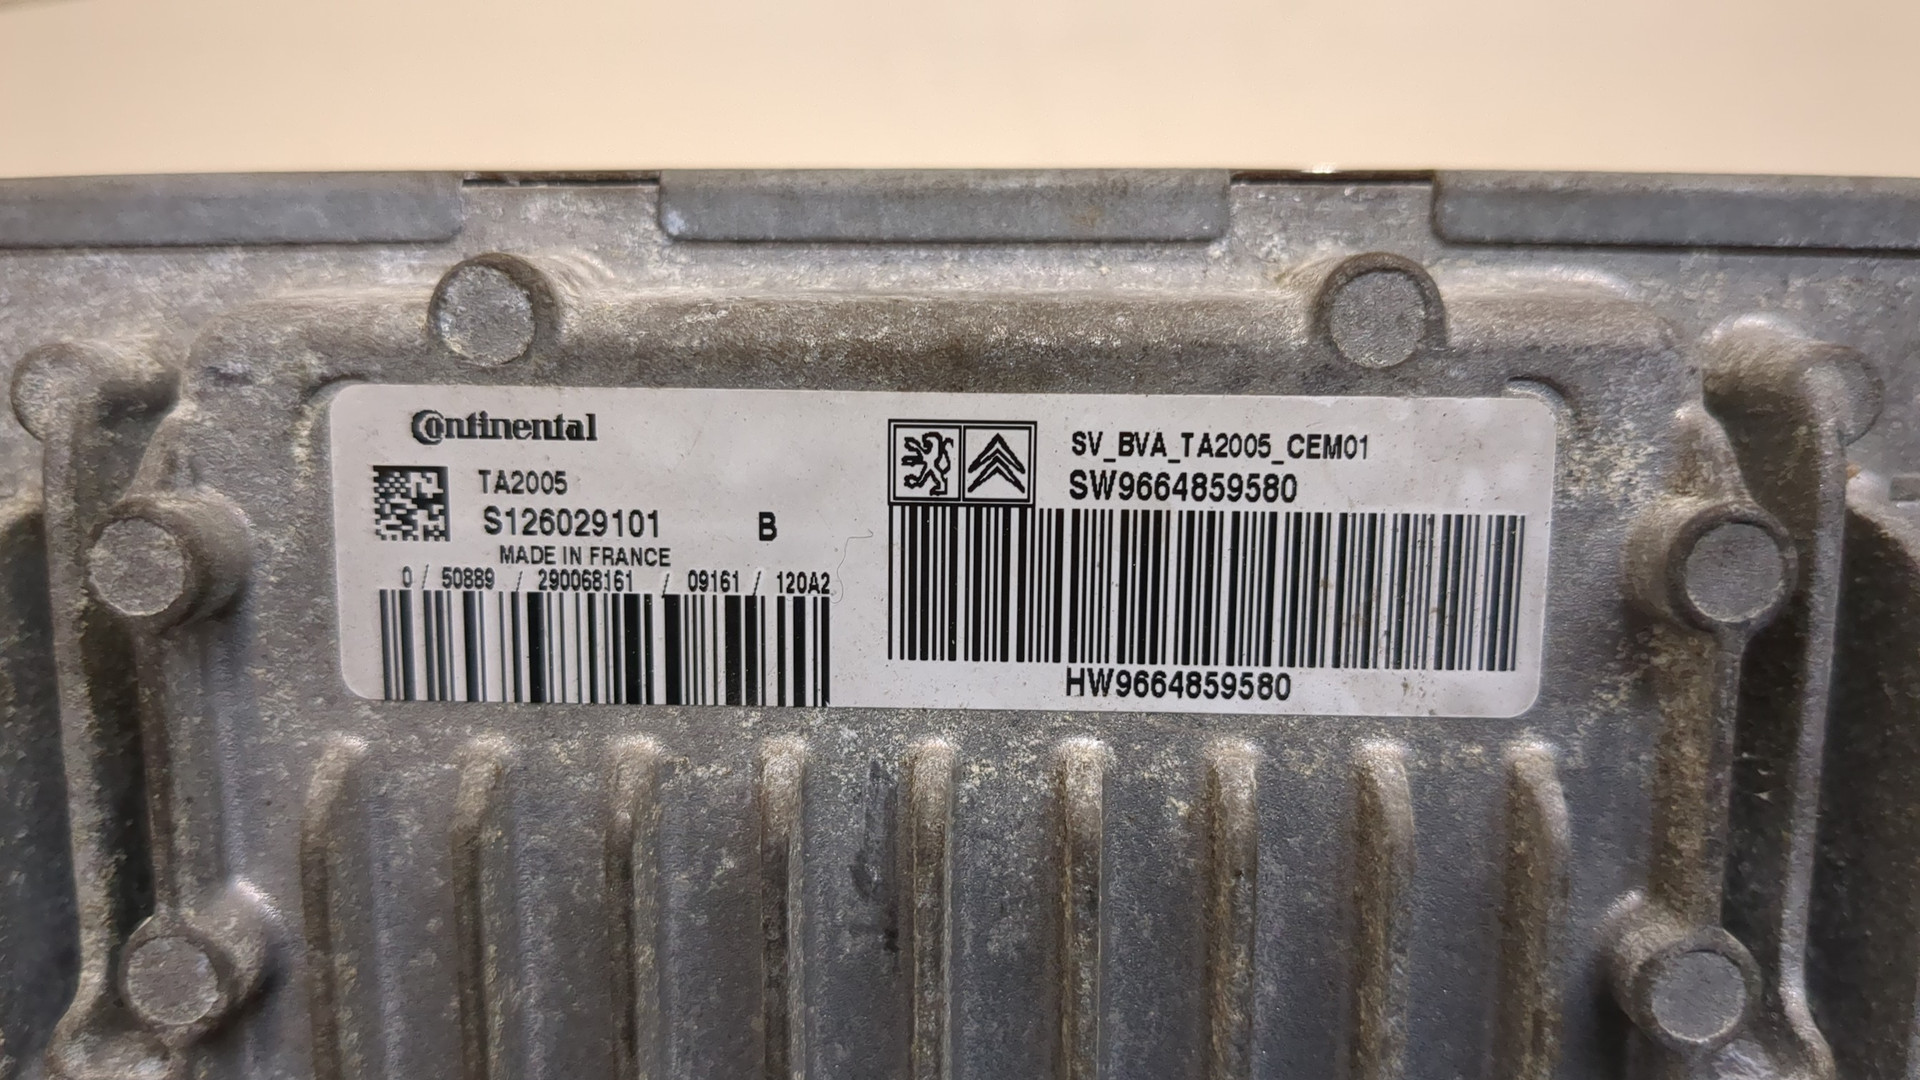 Continental
TA2005
S126029101 B
MADE IN FRANCE
0 / 50889 / 290068161 / 09161 / 120A2
SV_BVA_TA2005_CEM01
SW9664859580
HW9664859580